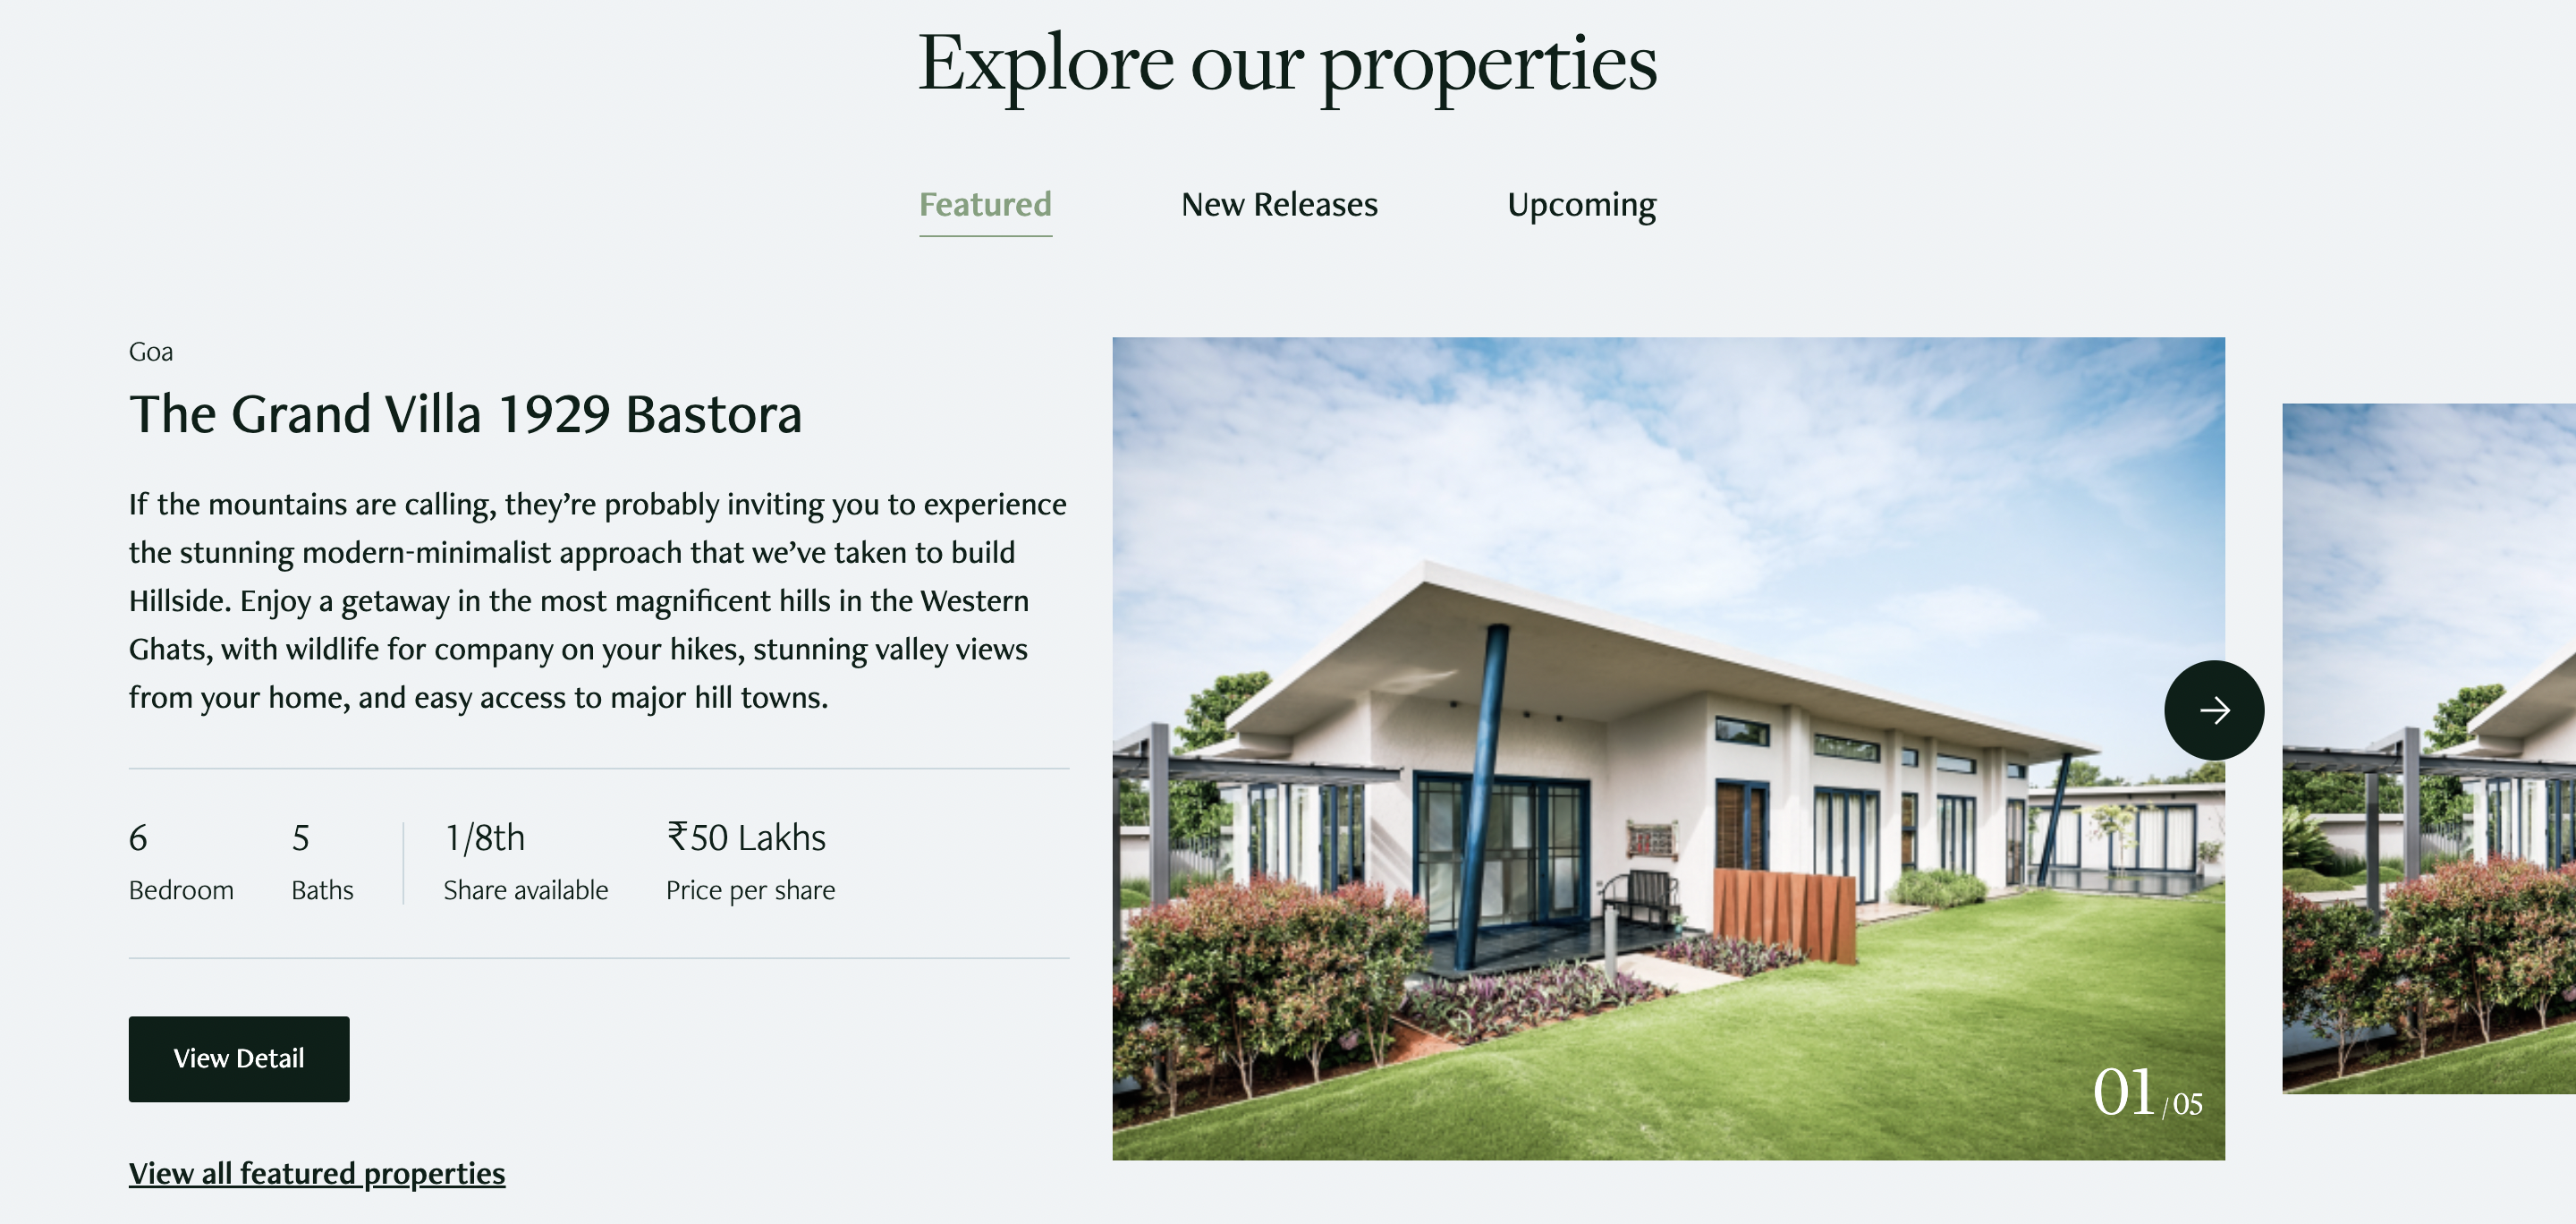 Explore our properties
Featured
New Releases
Upcoming
Goa
The Grand Villa 1929 Bastora
If the mountains are calling, they’re probably inviting you to experience
the stunning modern-minimalist approach that we’ve taken to build
Hillside. Enjoy a getaway in the most magnificent hills in the Western
Ghats, with wildlife for company on your hikes, stunning valley views
from your home, and easy access to major hill towns.
6
Bedroom
5
Baths
1/8th
Share available
₹50 Lakhs
Price per share
View Detail
View all featured properties
01/05